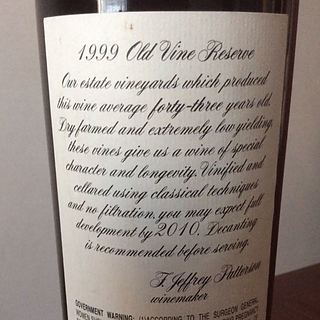 1999 Old Vine Reserve
Our estate vineyards which produced
this wine average forty-three years old.
Dry farmed and extremely low yielding,
these vines give us a wine of special
character and longevity. Vinified and
cellared using classical techniques
and no filtration, you may expect full
development by 2010. Decanting
is recommended before serving.
F. Jeffrey Patterson
winemaker
GOVERNMENT WARNING: (1) ACCORDING TO THE SURGEON GENERAL,